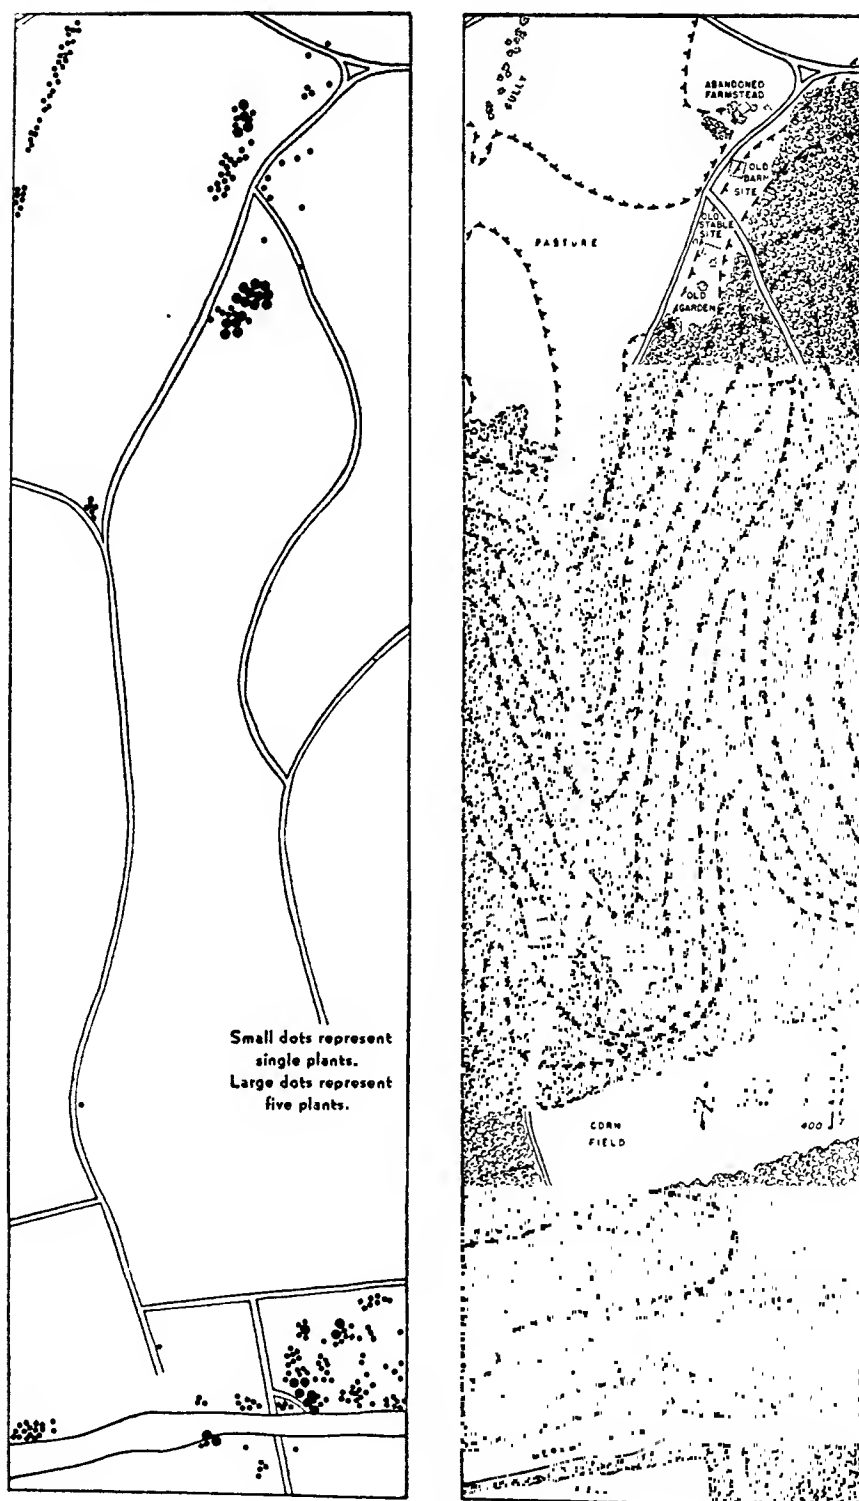 Small dots represent
single plants.
Large dots represent
five plants.
GULLY
ABANDONED
FARMSTEAD
OLD
BARN
SITE
OLD
STABLE
SITE
PASTURE
OLD
GARDEN
CORN
FIELD
400